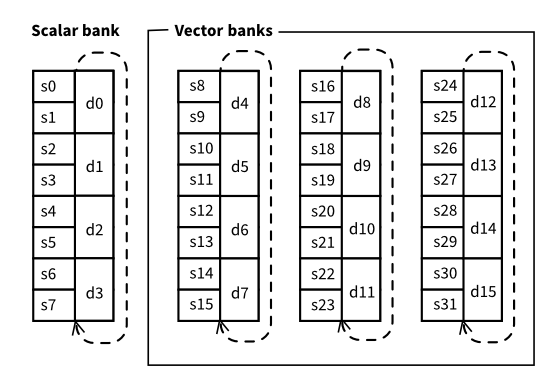 Scalar bank Vector banks
s0 d0 s8 d4 s16 d8 s24 d12
s1 s9 s17 s25
s2 d1 s10 d5 s18 d9 s26 d13
s3 s11 s19 s27
s4 d2 s12 d6 s20 d10 s28 d14
s5 s13 s21 s29
s6 d3 s14 d7 s22 d11 s30 d15
s7 s15 s23 s31